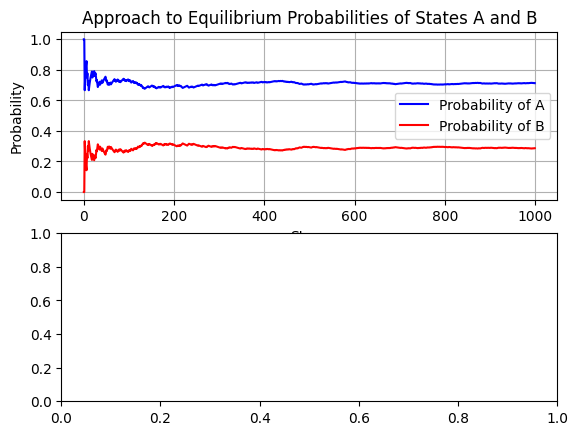 Approach to Equilibrium Probabilities of States A and B
1.0
0.8
0.6
0.4
0.2
0.0
Probability
Probability of A
Probability of B
0 200 400 600 800 1000
1.0
0.8
0.6
0.4
0.2
0.0
0.0 0.2 0.4 0.6 0.8 1.0